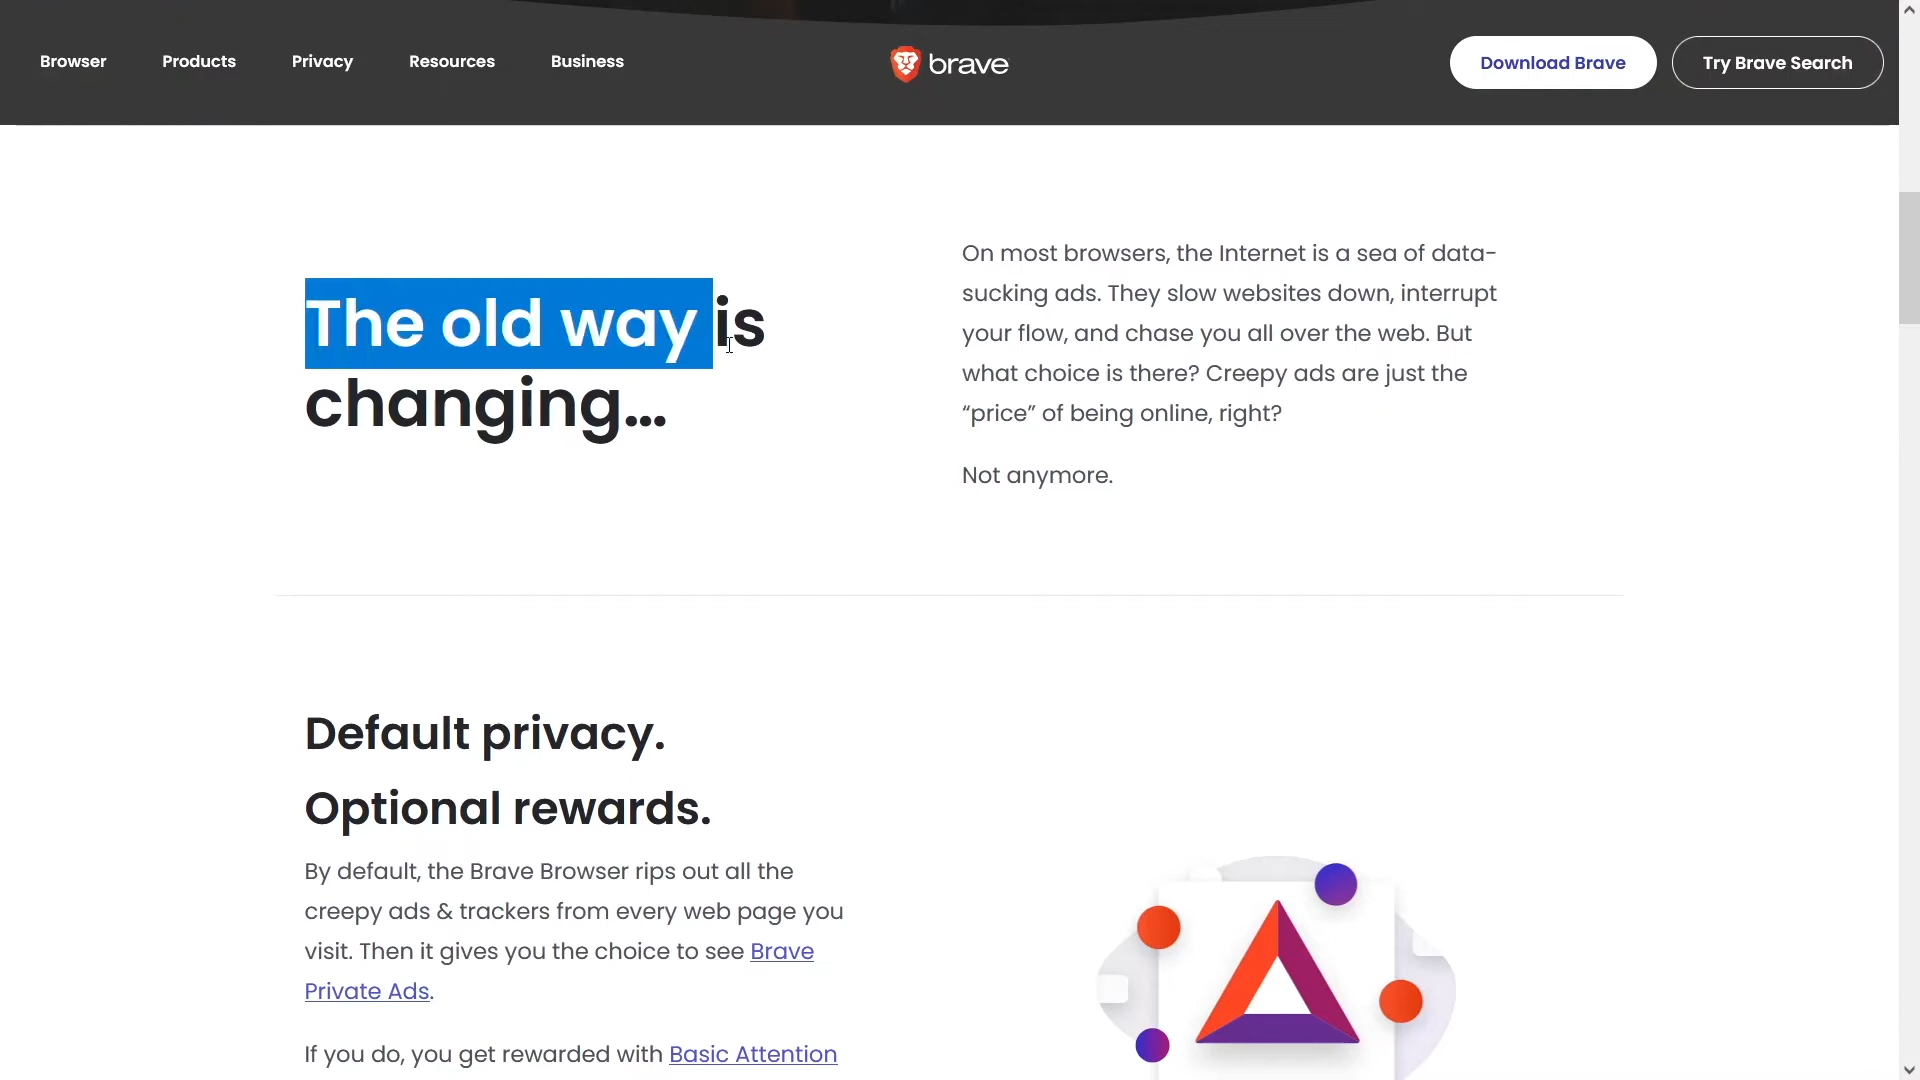 Browser
Products
Privacy
Resources
Business
brave
Download Brave
Try Brave Search
The old way is
changing…
On most browsers, the Internet is a sea of data-
sucking ads. They slow websites down, interrupt
your flow, and chase you all over the web. But
what choice is there? Creepy ads are just the
“price” of being online, right?
Not anymore.
Default privacy.
Optional rewards.
By default, the Brave Browser rips out all the
creepy ads & trackers from every web page you
visit. Then it gives you the choice to see Brave
Private Ads.
If you do, you get rewarded with Basic Attention